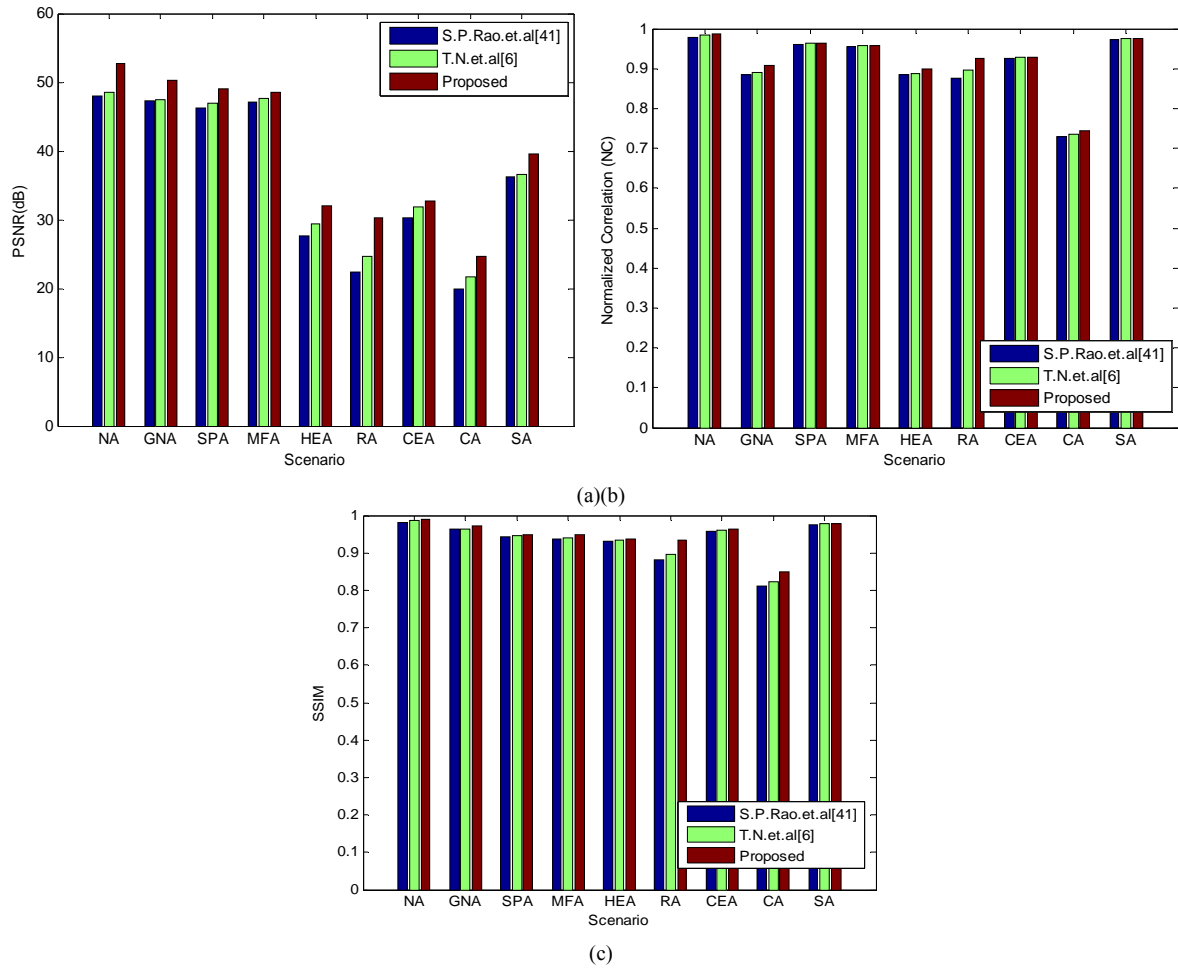 60
50
40
30
20
10
0
PSNR(dB)
NA GNA SPA MFA HEA RA CEA CA SA
Scenario
S.P.Rao.et.al[41]
T.N.et.al[6]
Proposed
1
0.9
0.8
0.7
0.6
0.5
0.4
0.3
0.2
0.1
0
Normalized Correlation (NC)
NA GNA SPA MFA HEA RA CEA CA SA
Scenario
S.P.Rao.et.al[41]
T.N.et.al[6]
Proposed
(a)(b)
1
0.9
0.8
0.7
0.6
0.5
0.4
0.3
0.2
0.1
0
SSIM
NA GNA SPA MFA HEA RA CEA CA SA
Scenario
S.P.Rao.et.al[41]
T.N.et.al[6]
Proposed
(c)